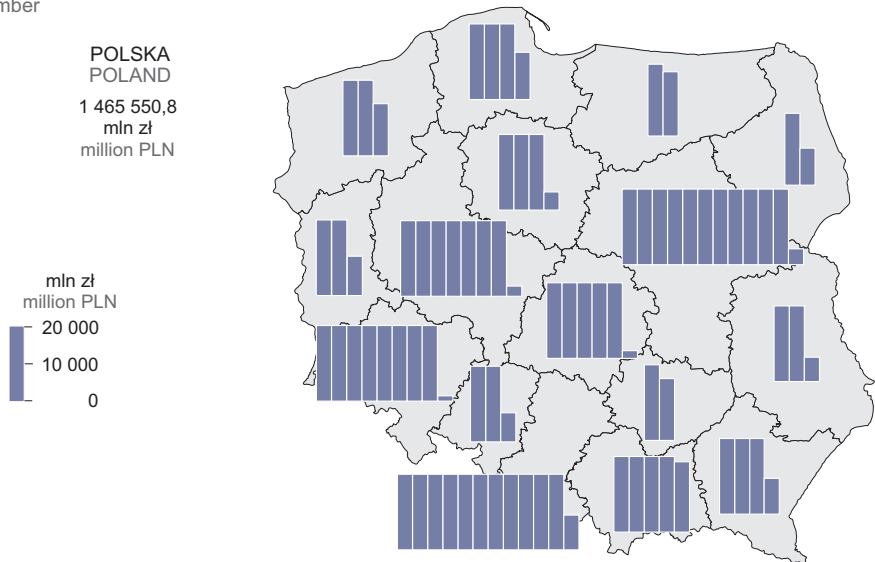 mber
POLSKA
POLAND
1 465 550,8
mln zł
million PLN
mln zł
million PLN
20 000
10 000
0